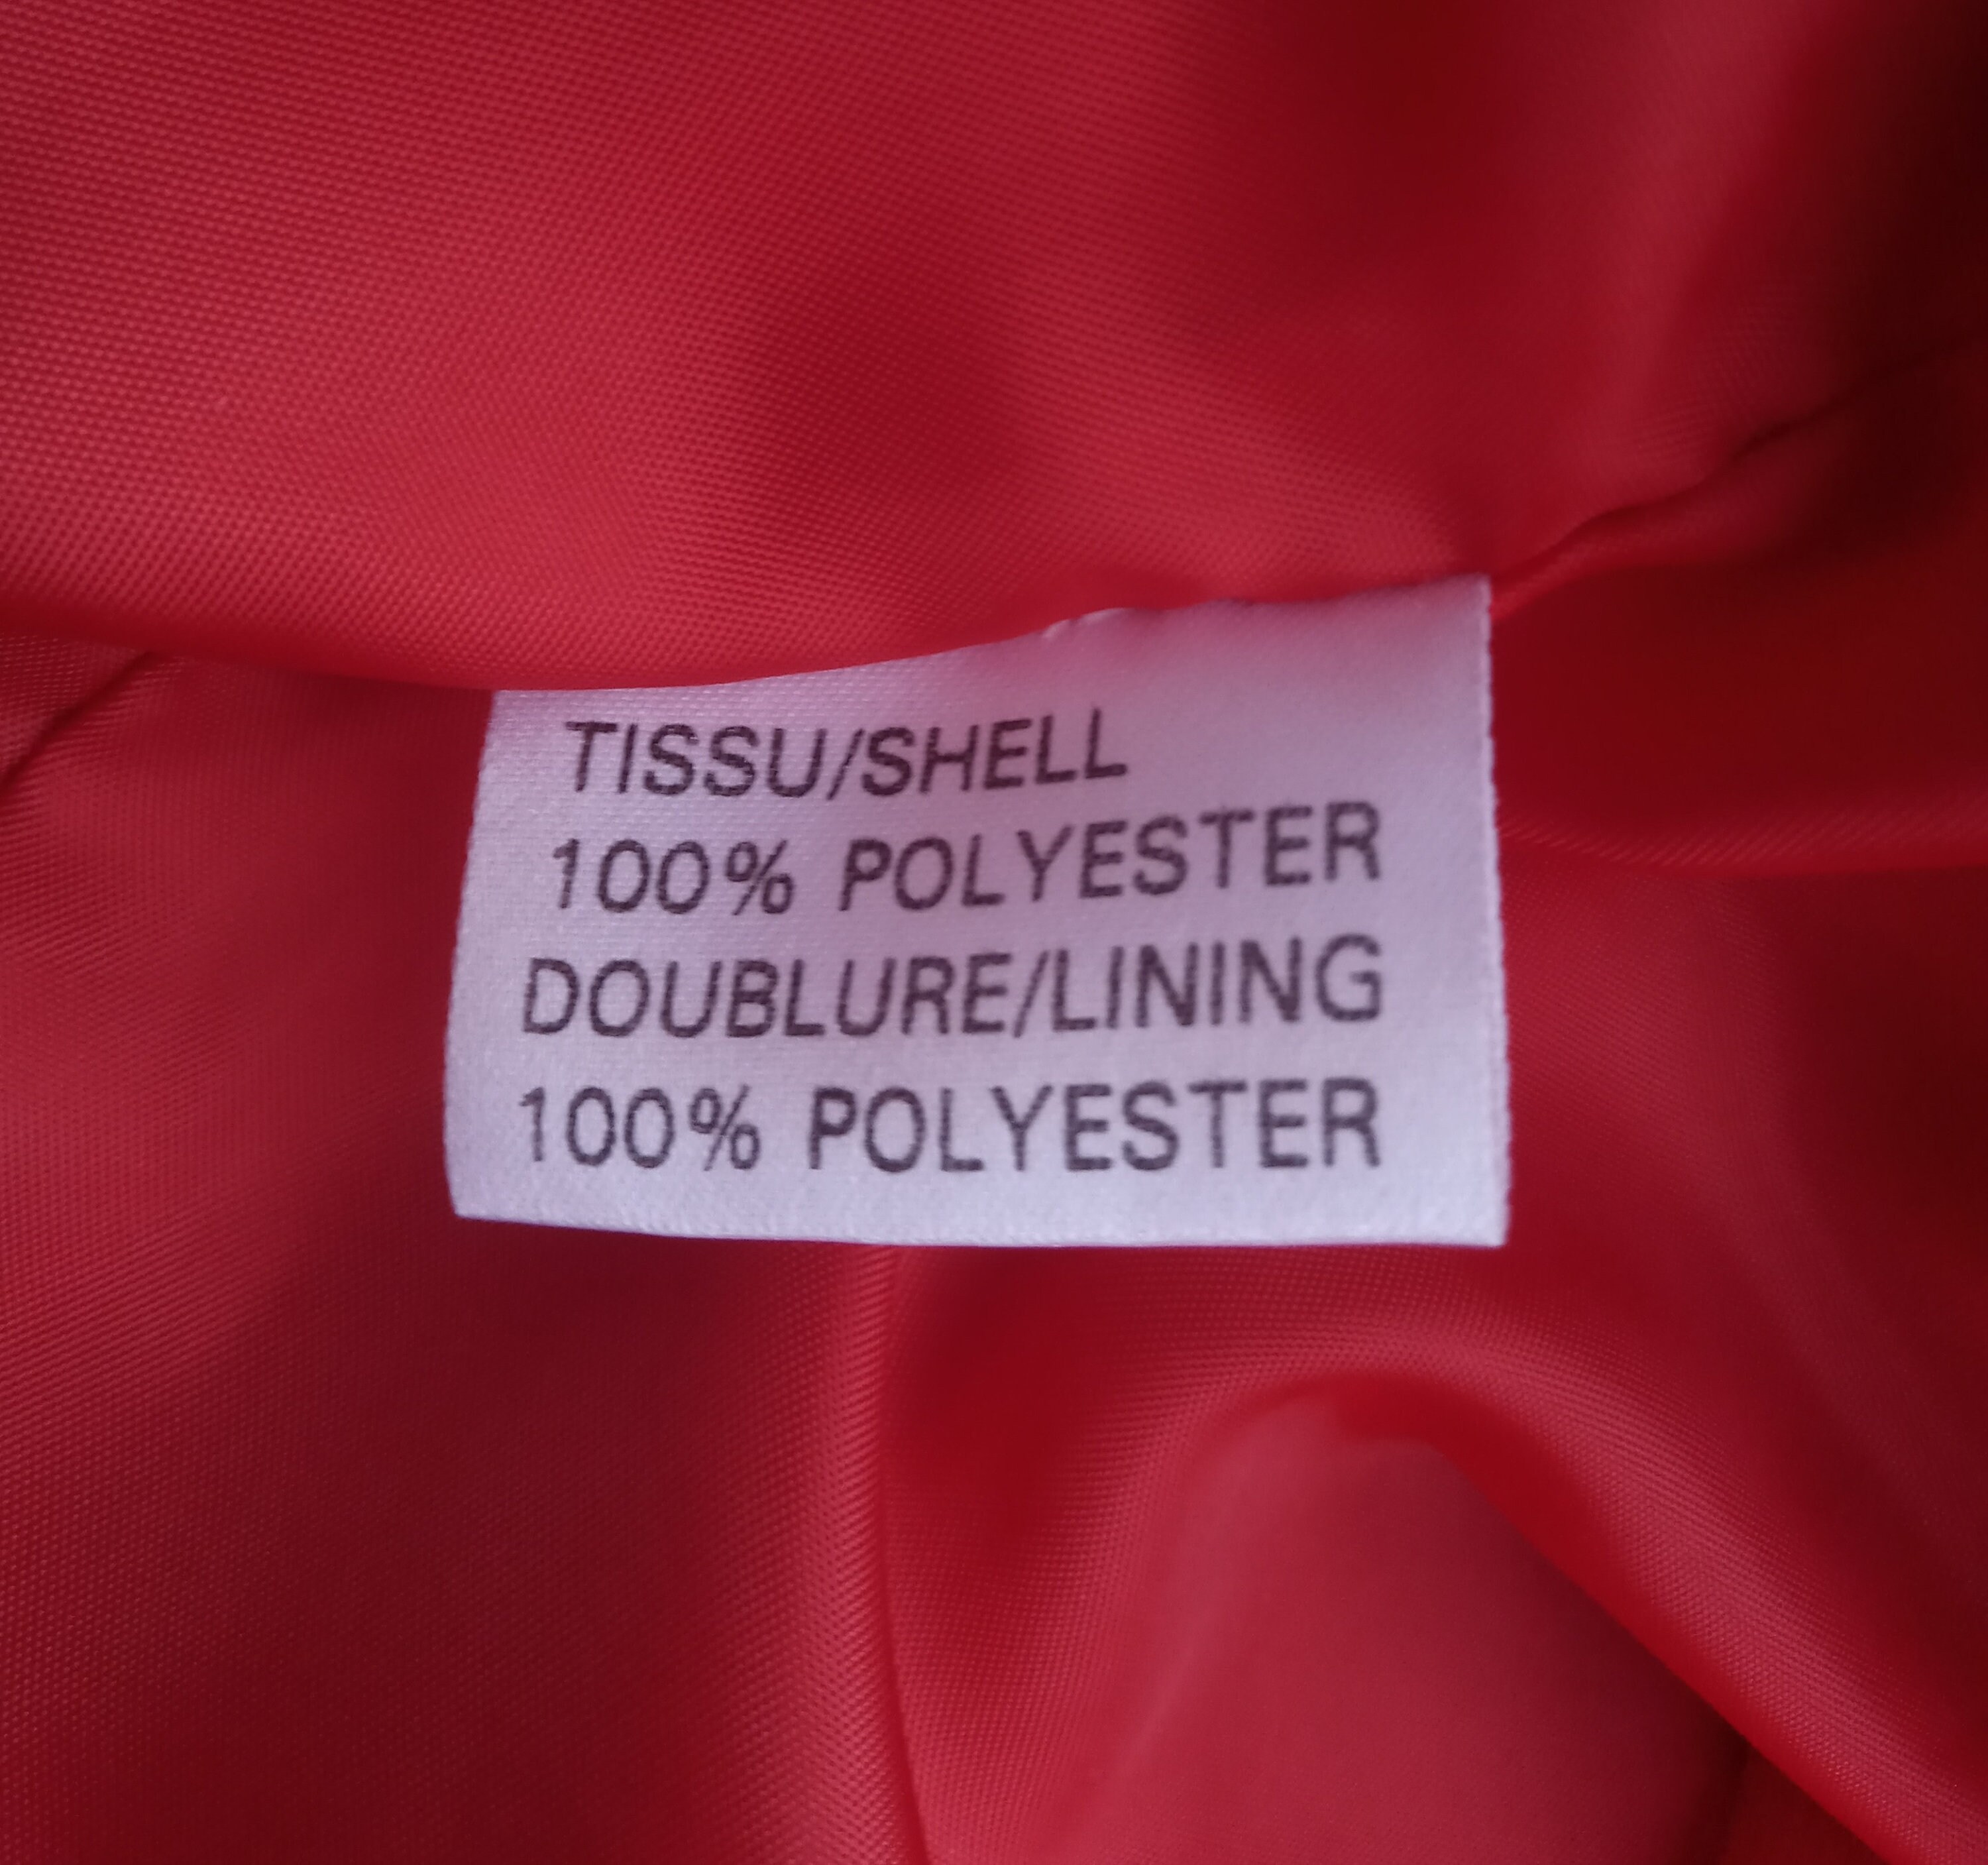 TISSU/SHELL
100% POLYESTER
DOUBLURE/LINING
100% POLYESTER